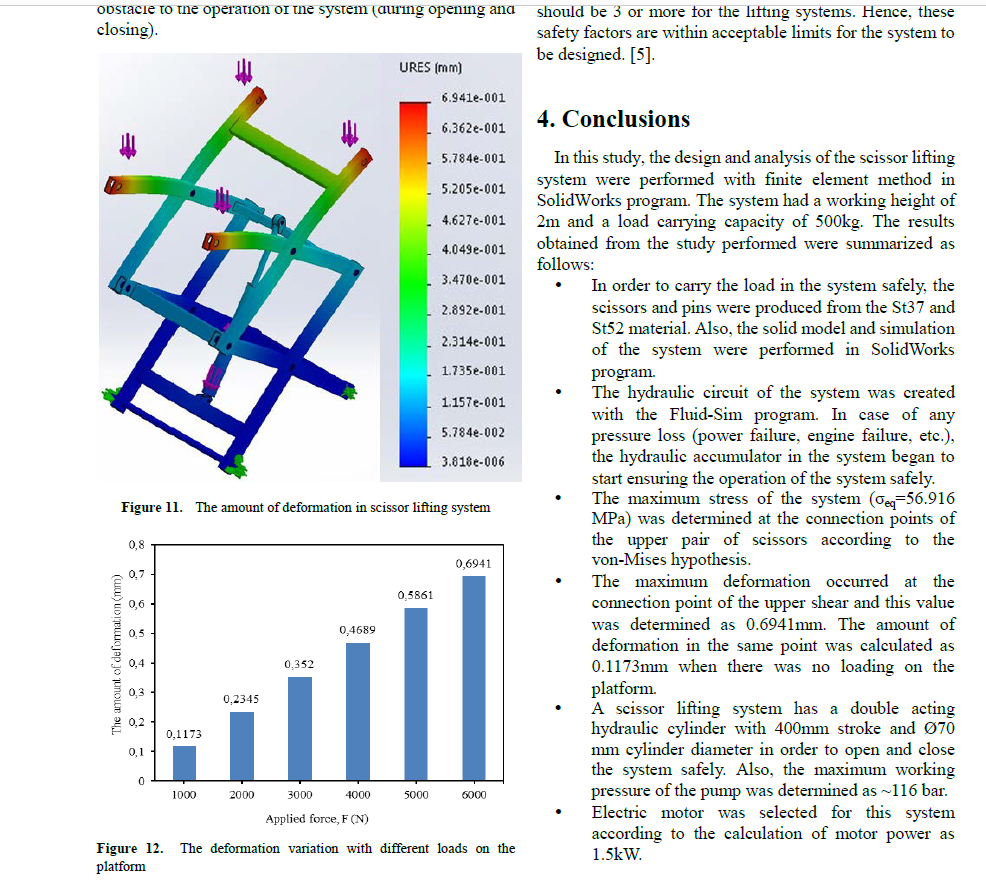 obstacle to the operation of the system (during opening and
closing).
URES (mm)
6.941e-001
6.362e-001
5.784e-001
5.205e-001
4.627e-001
4.049e-001
3.470e-001
2.892e-001
2.314e-001
1.735e-001
1.157e-001
5.784e-002
3.818e-006
Figure 11. The amount of deformation in scissor lifting system
The amount of deformation (mm)
0,8
0,7
0,6
0,5
0,4
0,3
0,2
0,1
0
0,1173
0,2345
0,352
0,4689
0,5861
0,6941
1000 2000 3000 4000 5000 6000
Applied force, F (N)
Figure 12. The deformation variation with different loads on the
platform
should be 3 or more for the lifting systems. Hence, these
safety factors are within acceptable limits for the system to
be designed. [5].
4. Conclusions
In this study, the design and analysis of the scissor lifting
system were performed with finite element method in
SolidWorks program. The system had a working height of
2m and a load carrying capacity of 500kg. The results
obtained from the study performed were summarized as
follows:
• In order to carry the load in the system safely, the
scissors and pins were produced from the St37 and
St52 material. Also, the solid model and simulation
of the system were performed in SolidWorks
program.
• The hydraulic circuit of the system was created
with the Fluid-Sim program. In case of any
pressure loss (power failure, engine failure, etc.),
the hydraulic accumulator in the system began to
start ensuring the operation of the system safely.
• The maximum stress of the system (σeq=56.916
MPa) was determined at the connection points of
the upper pair of scissors according to the
von-Mises hypothesis.
• The maximum deformation occurred at the
connection point of the upper shear and this value
was determined as 0.6941mm. The amount of
deformation in the same point was calculated as
0.1173mm when there was no loading on the
platform.
• A scissor lifting system has a double acting
hydraulic cylinder with 400mm stroke and Ø70
mm cylinder diameter in order to open and close
the system safely. Also, the maximum working
pressure of the pump was determined as ~116 bar.
• Electric motor was selected for this system
according to the calculation of motor power as
1.5kW.